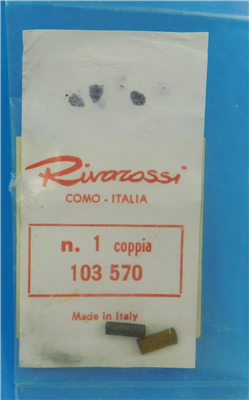 Rivarossi
COMO - ITALIA
n. 1 coppia
103 570
Made in Italy